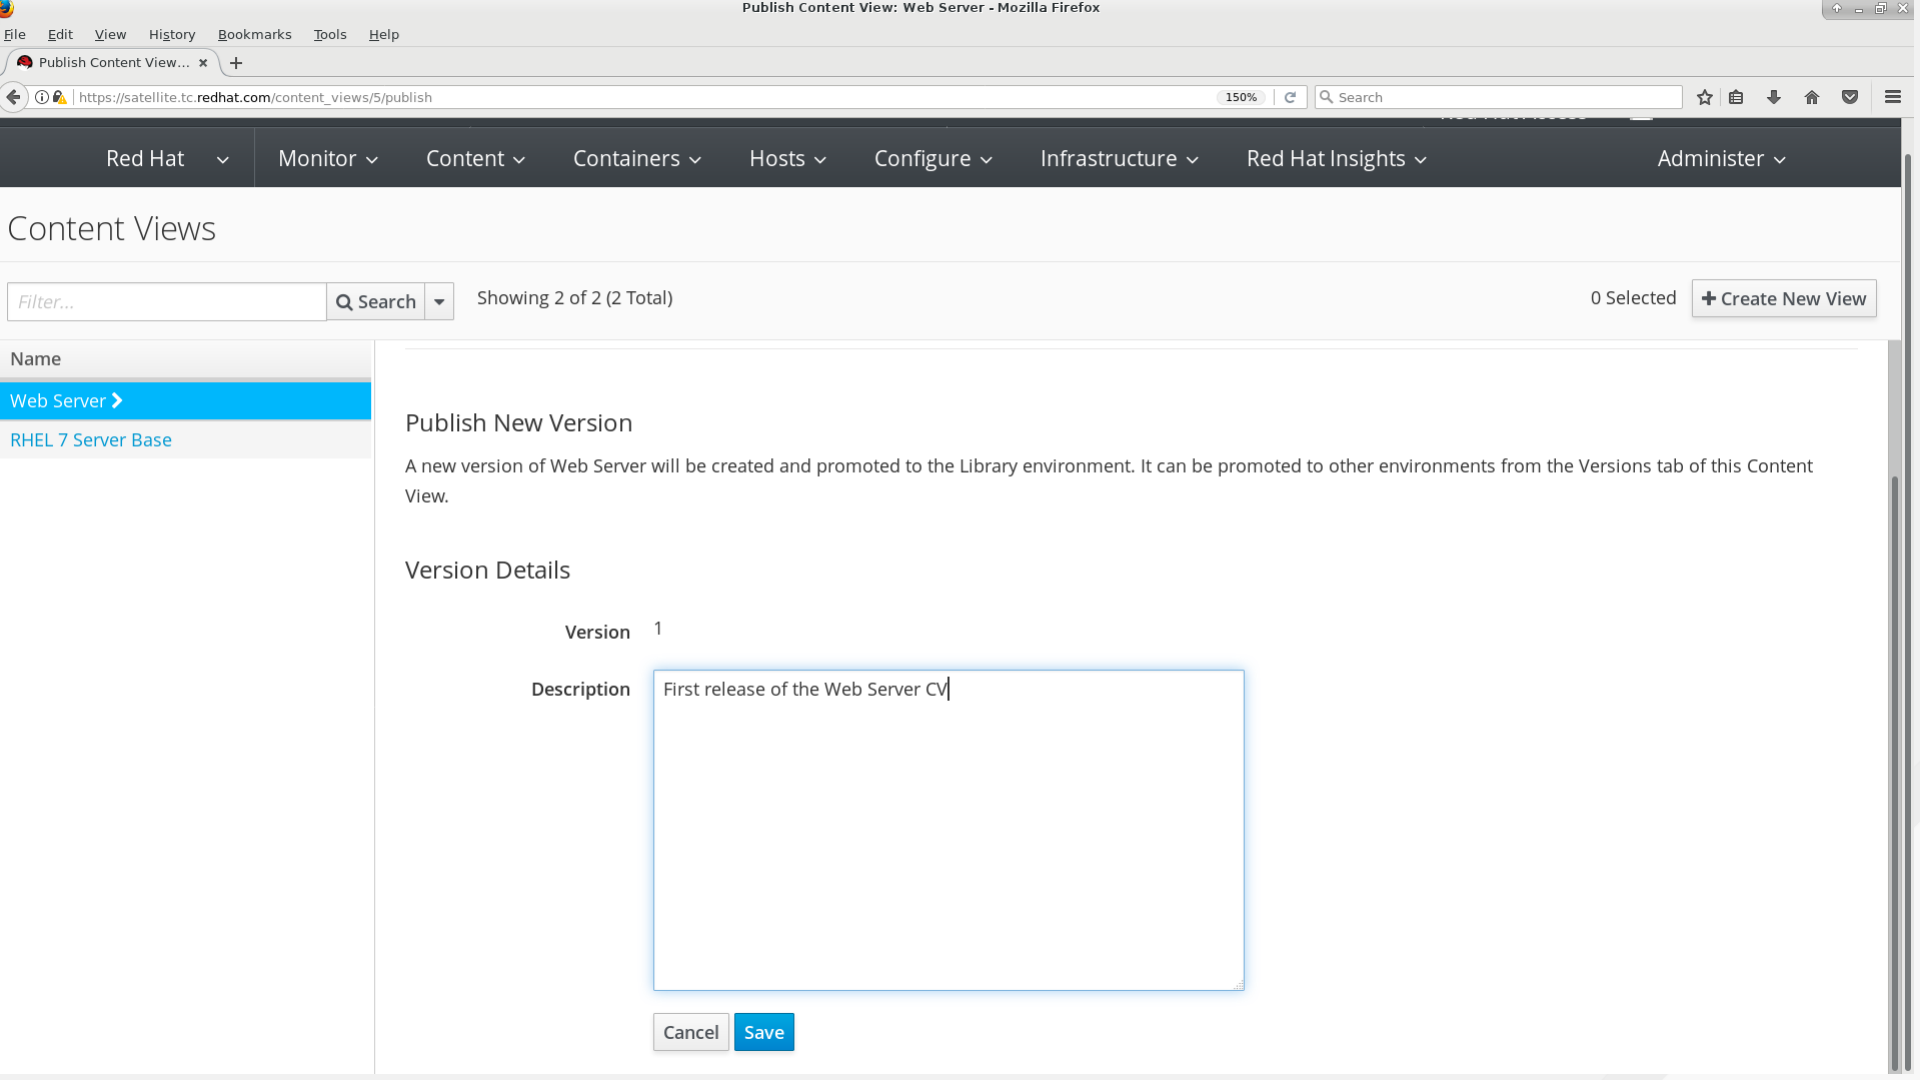 Publish Content View: Web Server - Mozilla Firefox
File Edit View History Bookmarks Tools Help
Publish Content View...
https://satellite.tc.redhat.com/content_views/5/publish 150% Search
Red Hat Access
Red Hat Monitor Content Containers Hosts Configure Infrastructure Red Hat Insights Administer
Content Views
Filter... Search Showing 2 of 2 (2 Total) 0 Selected Create New View
Name
Web Server
RHEL 7 Server Base
Publish New Version
A new version of Web Server will be created and promoted to the Library environment. It can be promoted to other environments from the Versions tab of this Content
View.
Version Details
Version 1
Description First release of the Web Server CV
Cancel Save